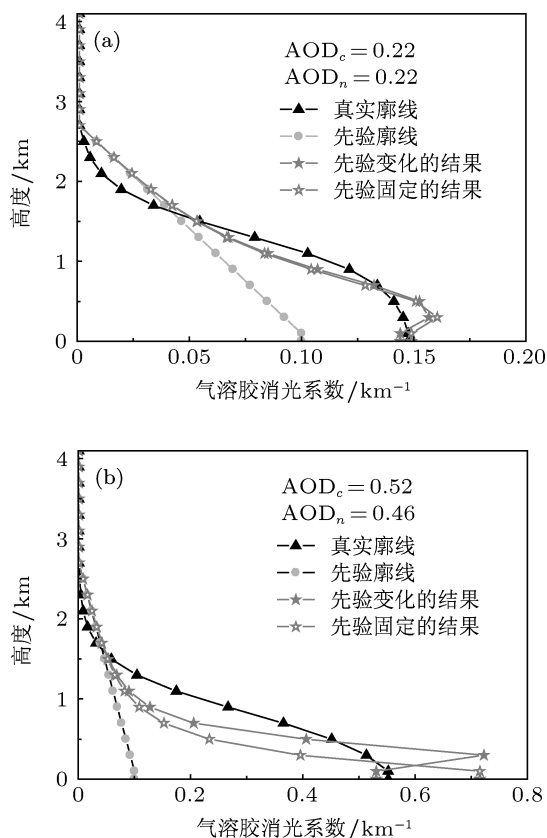 (a)
AODc = 0.22
AODn = 0.22
真实廓线
先验廓线
先验变化的结果
先验固定的结果
高度/km
4
3
2
1
0
0 0.05 0.10 0.15 0.20
气溶胶消光系数/km⁻¹
(b)
AODc = 0.52
AODn = 0.46
真实廓线
先验廓线
先验变化的结果
先验固定的结果
高度/km
4
3
2
1
0
0 0.2 0.4 0.6 0.8
气溶胶消光系数/km⁻¹